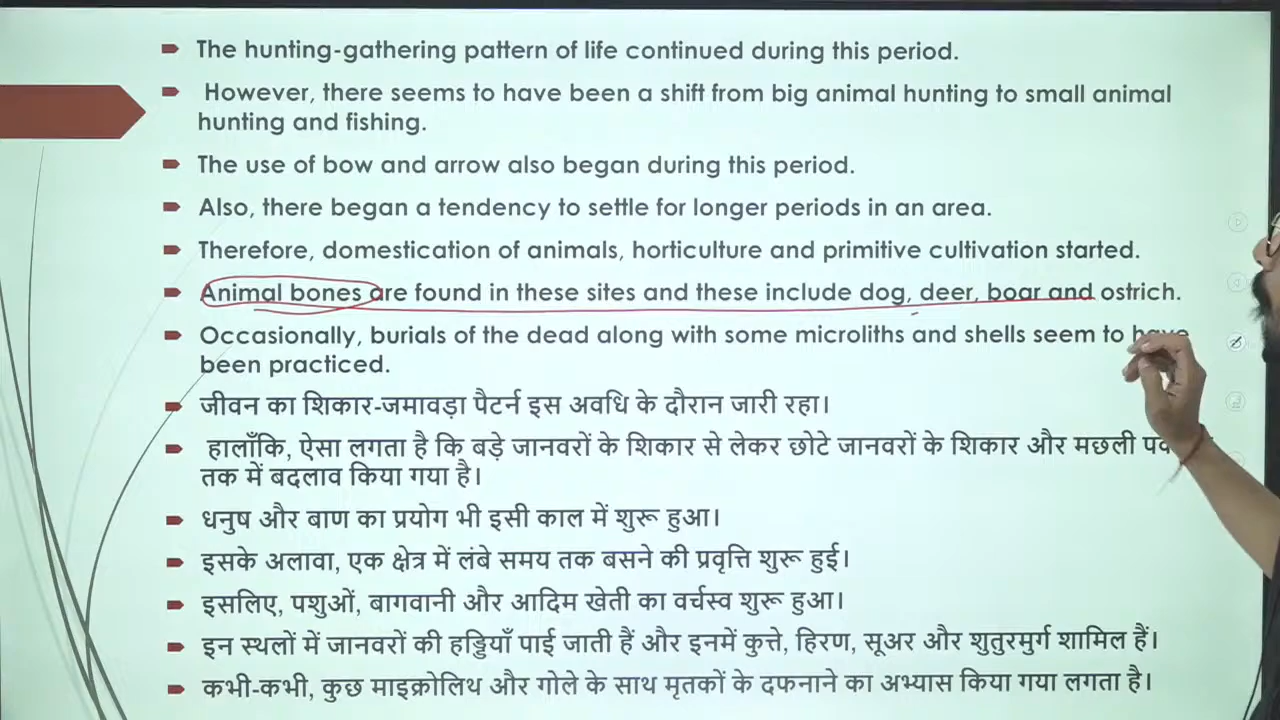 The hunting-gathering pattern of life continued during this period.
However, there seems to have been a shift from big animal hunting to small animal
hunting and fishing.
The use of bow and arrow also began during this period.
Also, there began a tendency to settle for longer periods in an area.
Therefore, domestication of animals, horticulture and primitive cultivation started.
Animal bones are found in these sites and these include dog, deer, boar and ostrich.
Occasionally, burials of the dead along with some microliths and shells seem to have
been practiced.
जीवन का शिकार-जमावड़ा पैटर्न इस अवधि के दौरान जारी रहा।
हालाँकि, ऐसा लगता है कि बड़े जानवरों के शिकार से लेकर छोटे जानवरों के शिकार और मछली
तक में बदलाव किया गया है।
धनुष और बाण का प्रयोग भी इसी काल में शुरू हुआ।
इसके अलावा, एक क्षेत्र में लंबे समय तक बसने की प्रवृत्ति शुरू हुई।
इसलिए, पशुओं, बागवानी और आदिम खेती का वर्चस्व शुरू हुआ।
इन स्थलों में जानवरों की हड्डियाँ पाई जाती हैं और इनमें कुत्ते, हिरण, सूअर और शुतुरमुर्ग शामिल हैं।
कभी-कभी, कुछ माइक्रोलिथ और गोले के साथ मृतकों के दफनाने का अभ्यास किया गया लगता है।